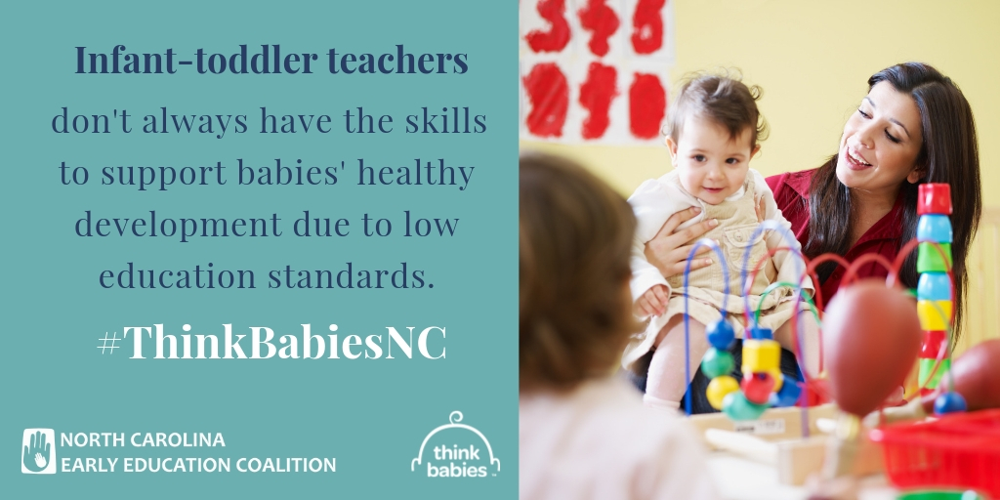 Infant-toddler teachers
don't always have the skills
to support babies' healthy
development due to low
education standards.
#ThinkBabiesNC
NORTH CAROLINA
EARLY EDUCATION COALITION
think
babies™